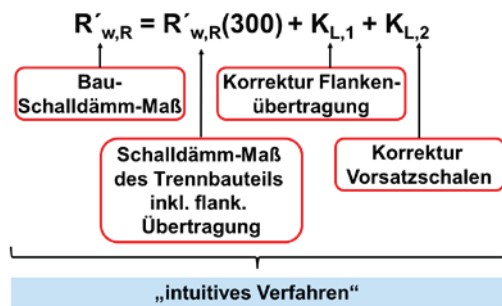 R´w,R = R´w,R(300) + KL,1 + KL,2
Bau-
Schalldämm-Maß
Korrektur Flanken-
übertragung
Schalldämm-Maß
des Trennbauteils
inkl. flank.
Übertragung
Korrektur
Vorsatzschalen
„intuitives Verfahren“